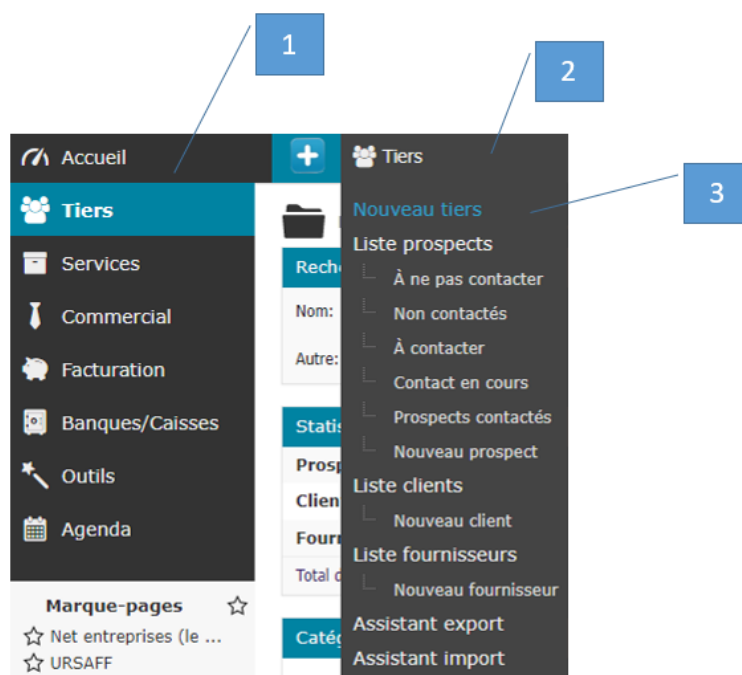 1
2
3
Accueil
Tiers
Services
Commercial
Facturation
Banques/Caisses
Outils
Agenda
Marque-pages
Net entreprises (le ...
URSAFF
Nom:
Autre:
Total
Tiers
Nouveau tiers
Liste prospects
À ne pas contacter
Non contactés
À contacter
Contact en cours
Prospects contactés
Nouveau prospect
Liste clients
Nouveau client
Liste fournisseurs
Nouveau fournisseur
Assistant export
Assistant import